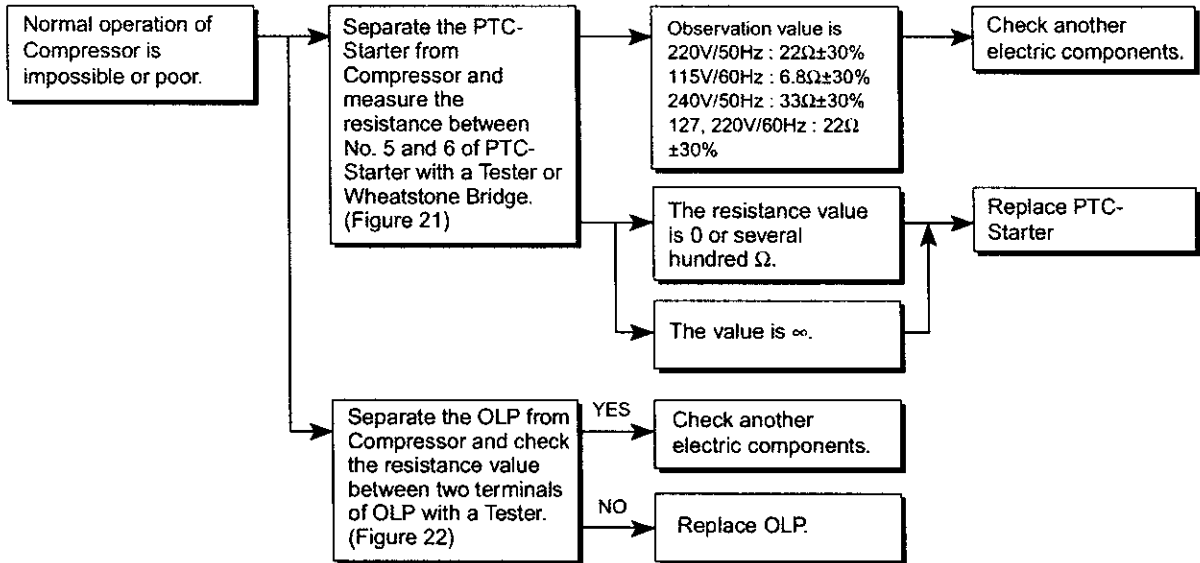 Normal operation of
Compressor is
impossible or poor.
Separate the PTC-
Starter from
Compressor and
measure the
resistance between
No. 5 and 6 of PTC-
Starter with a Tester or
Wheatstone Bridge.
(Figure 21)
Observation value is
220V/50Hz : 22Ω±30%
115V/60Hz : 6.8Ω±30%
240V/50Hz : 33Ω±30%
127, 220V/60Hz : 22Ω
±30%
Check another
electric components.
The resistance value
is 0 or several
hundred Ω.
Replace PTC-
Starter
The value is ∞.
Separate the OLP from
Compressor and check
the resistance value
between two terminals
of OLP with a Tester.
(Figure 22)
YES
Check another
electric components.
NO
Replace OLP.